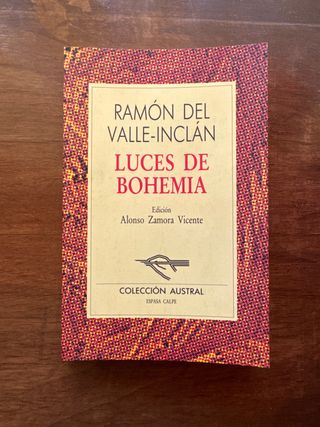 RAMÓN DEL
VALLE-INCLÁN
LUCES DE
BOHEMIA
Edición
Alonso Zamora Vicente
COLECCIÓN AUSTRAL
ESPASA CALPE